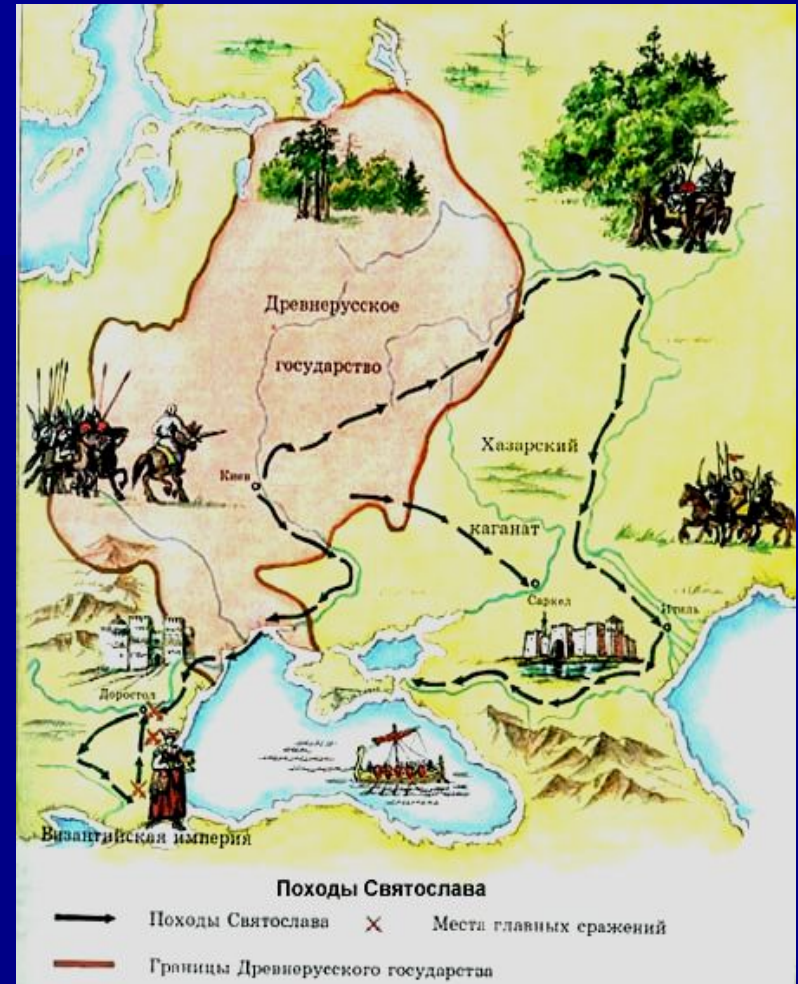 Древнерусское
государство
Хазарский
Киев
каганат
Саркел
Итиль
Доростол
Византийская империя
Походы Святослава
Походы Святослава
Места главных сражений
Границы Древнерусского государства